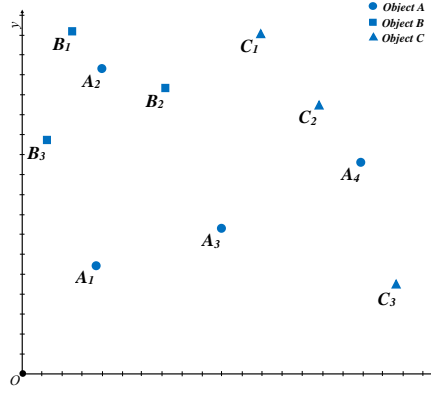 y
Object A
Object B
Object C
B1
C1
A2
B2
C2
B3
A4
A3
A1
C3
O